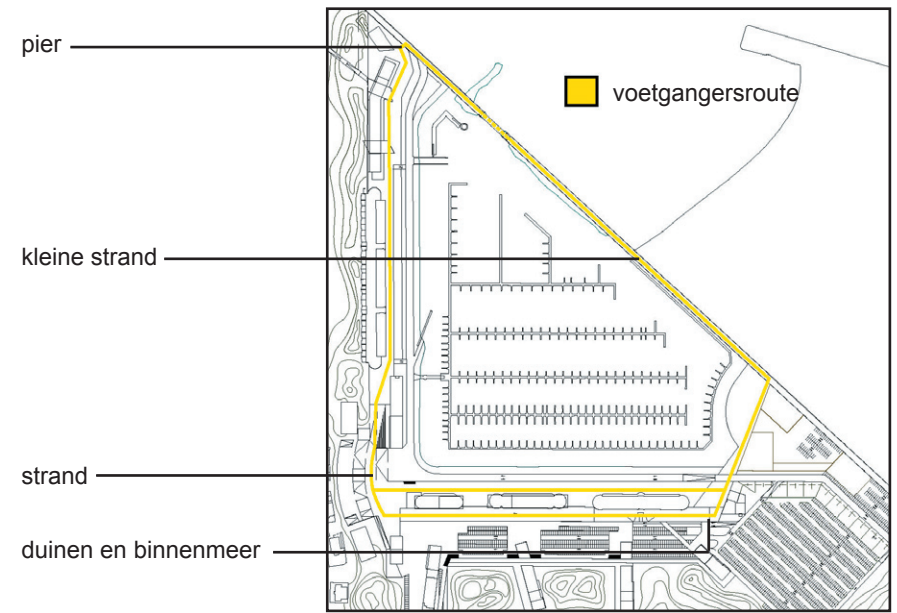 pier
voetgangersroute
kleine strand
strand
duinen en binnenmeer